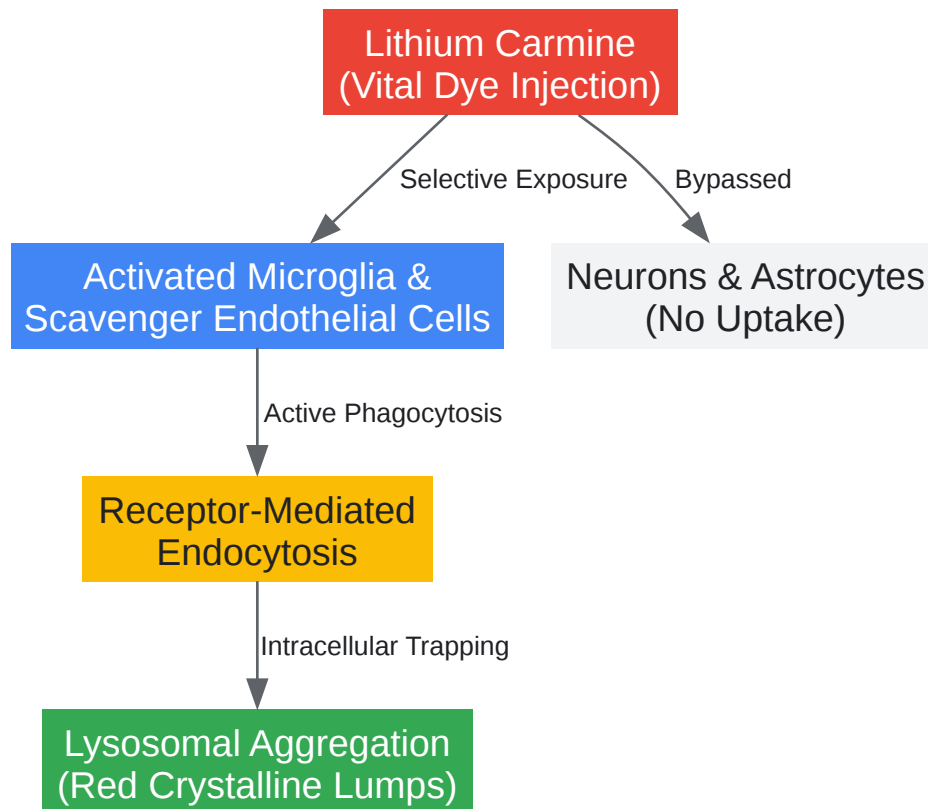 Lithium Carmine
(Vital Dye Injection)
Selective Exposure
Bypassed
Activated Microglia &
Scavenger Endothelial Cells
Neurons & Astrocytes
(No Uptake)
Active Phagocytosis
Receptor-Mediated
Endocytosis
Intracellular Trapping
Lysosomal Aggregation
(Red Crystalline Lumps)